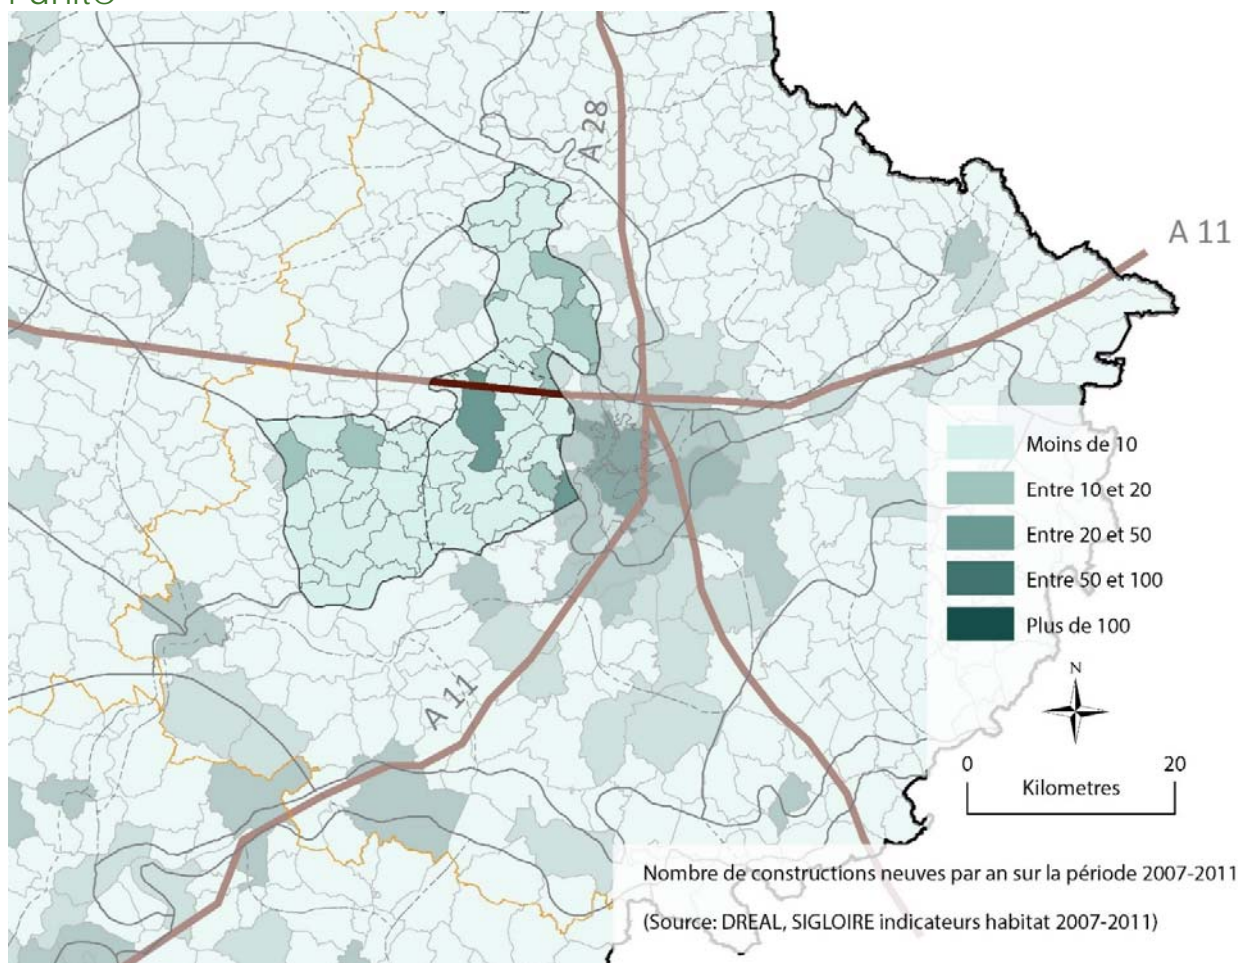 A 28
A 11
Moins de 10
Entre 10 et 20
Entre 20 et 50
Entre 50 et 100
Plus de 100
A 11
N
0 20
Kilometres
Nombre de constructions neuves par an sur la période 2007-2011
(Source: DREAL, SIGLOIRE indicateurs habitat 2007-2011)